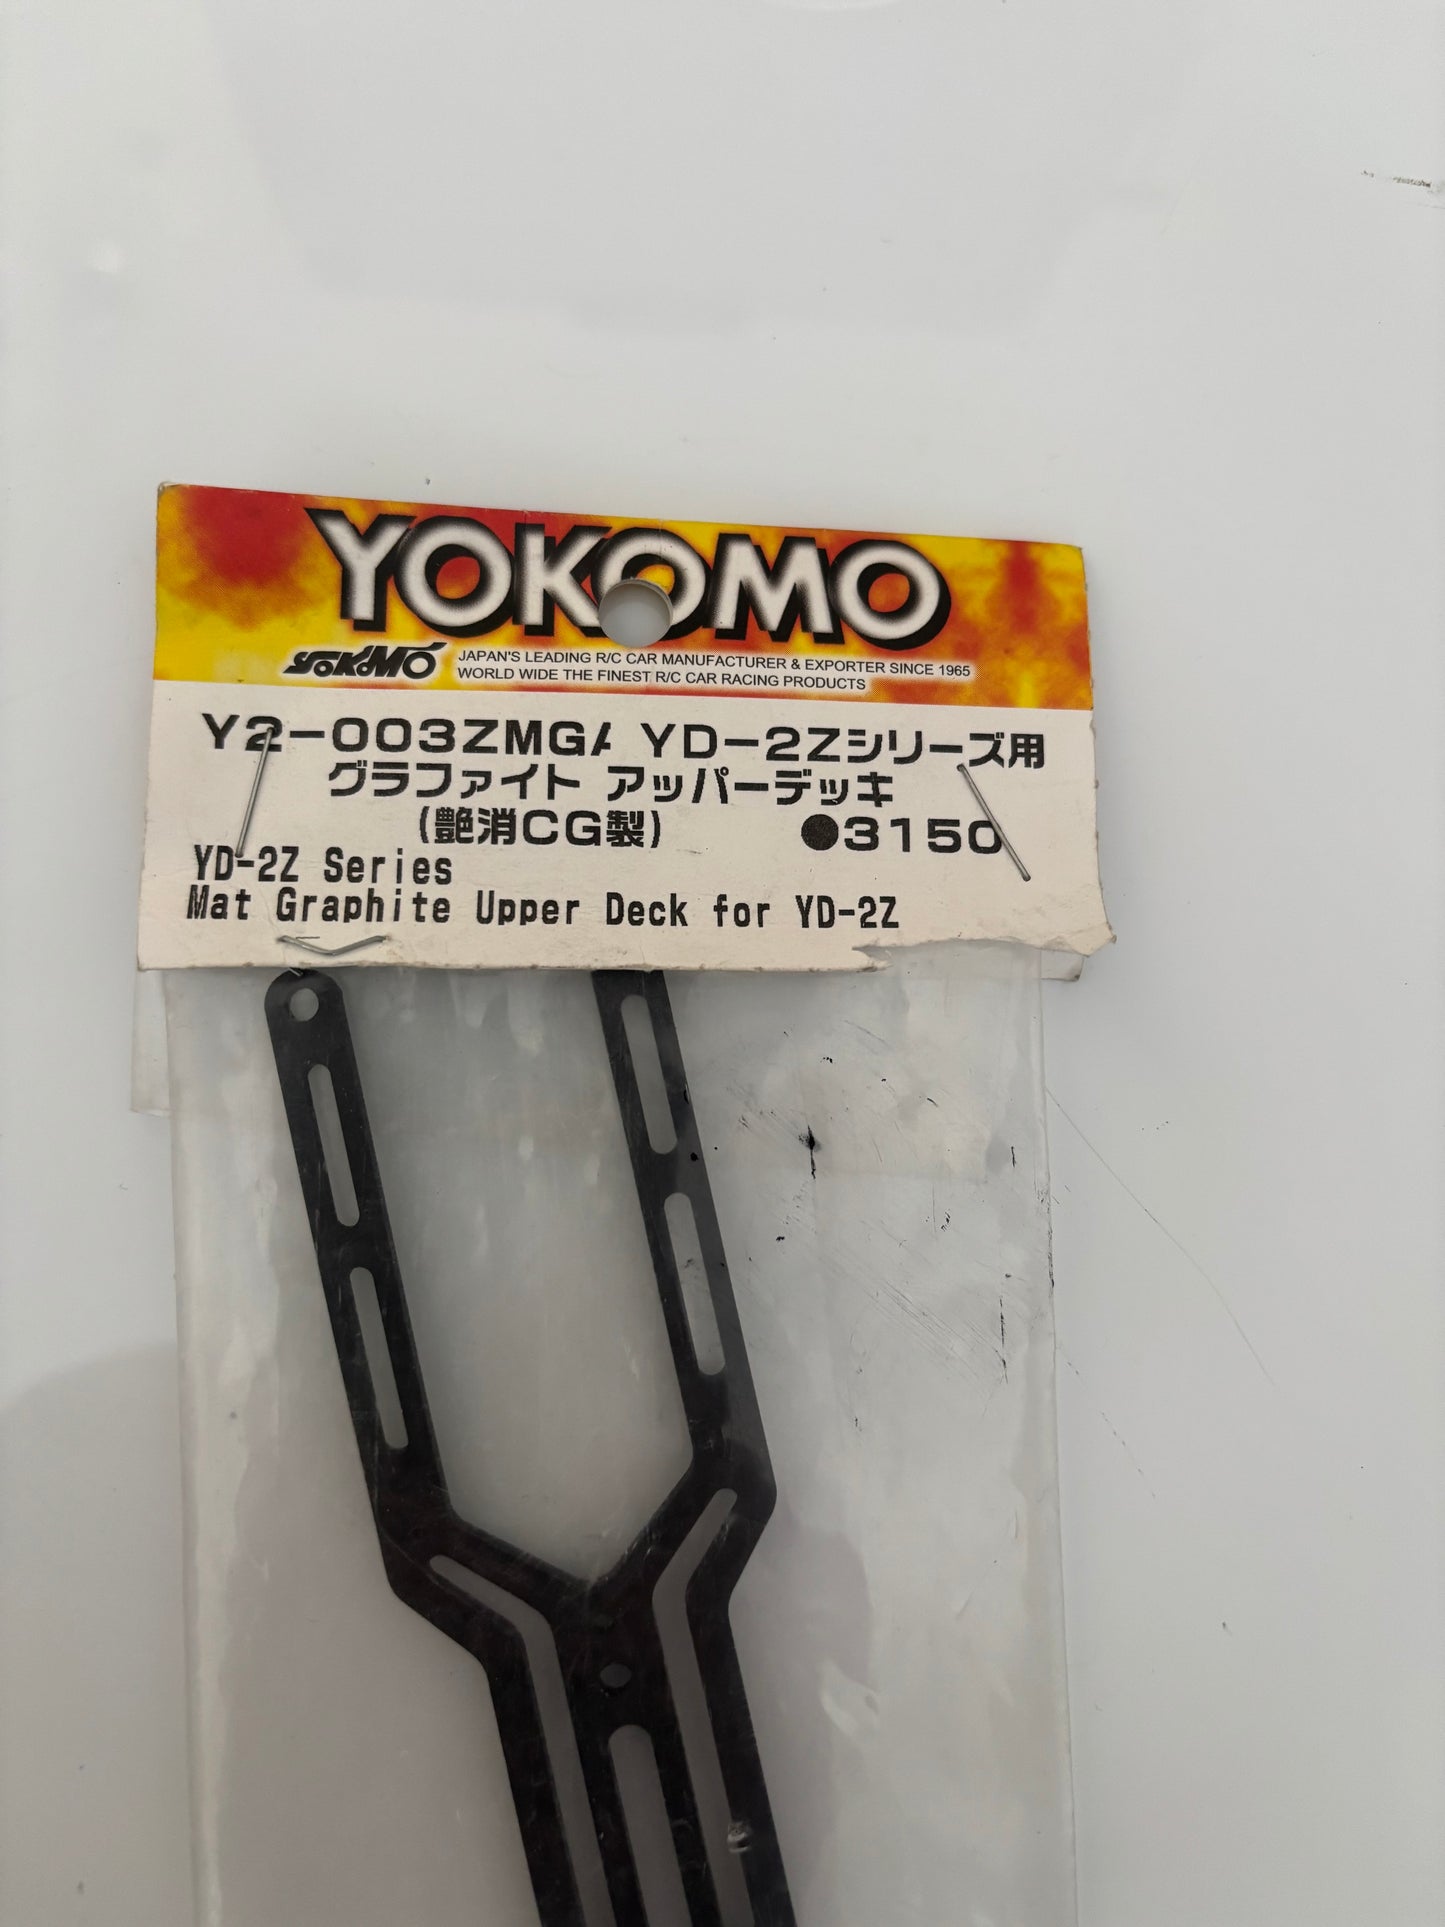 YOKOMO
YOKOMO JAPAN'S LEADING R/C CAR MANUFACTURER & EXPORTER SINCE 1965
WORLD WIDE THE FINEST R/C CAR RACING PRODUCTS
Y2-003ZMGA YD-2Zシリーズ用
グラファイト アッパーデッキ
(艶消CG製) ●3150
YD-2Z Series
Mat Graphite Upper Deck for YD-2Z